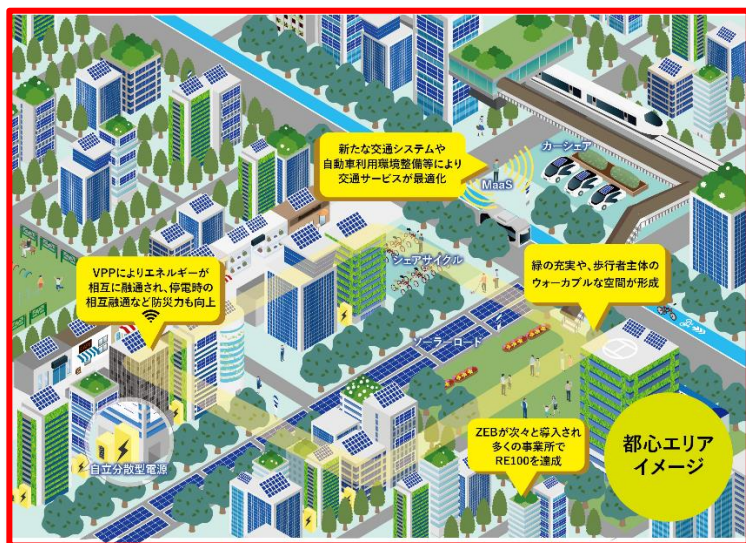 新たな交通システムや
自動車利用環境整備等により
交通サービスが最適化
カーシェア
MaaS
VPPによりエネルギーが
相互に融通され、停電時の
相互融通など防災力も向上
シェアサイクル
緑の充実や、歩行者主体の
ウォーカブルな空間が形成
ソーラーロード
自立分散型電源
ZEBが次々と導入され
多くの事業所で
RE100を達成
都心エリア
イメージ